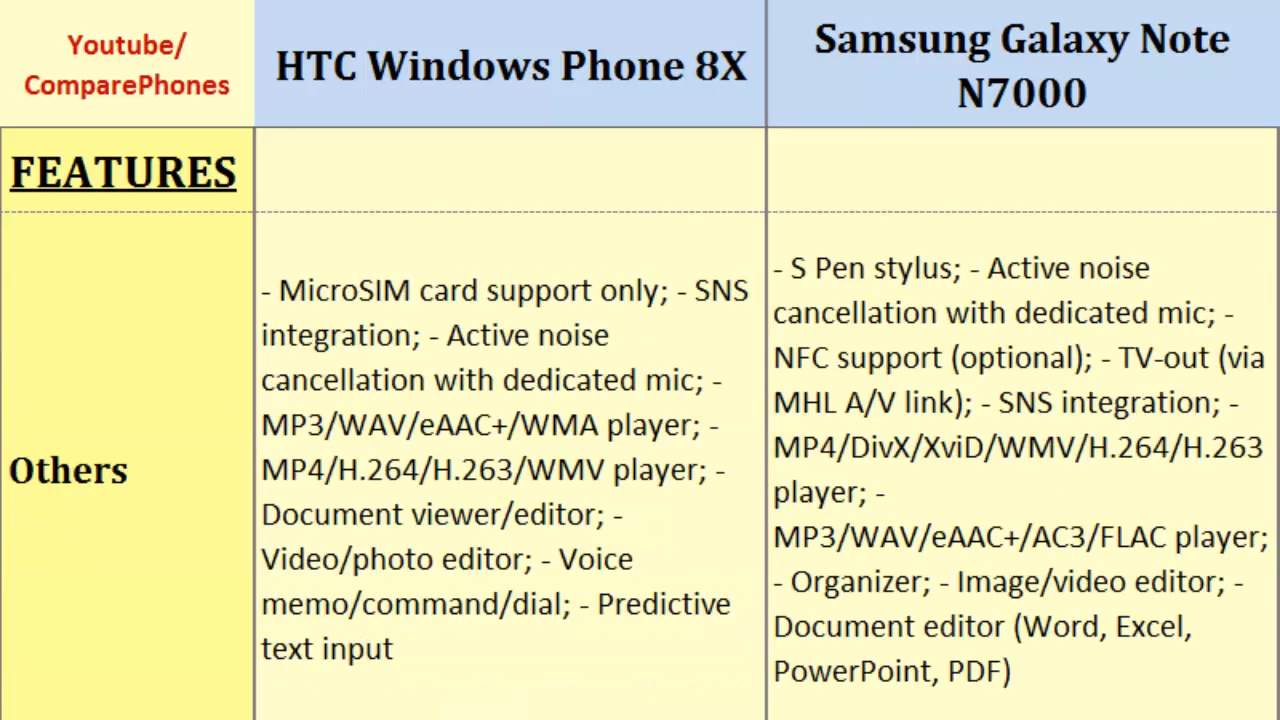 Youtube/
ComparePhones
HTC Windows Phone 8X
Samsung Galaxy Note
N7000
FEATURES
Others
- MicroSIM card support only; - SNS
integration; - Active noise
cancellation with dedicated mic; -
MP3/WAV/eAAC+/WMA player; -
MP4/H.264/H.263/WMV player; -
Document viewer/editor; -
Video/photo editor; - Voice
memo/command/dial; - Predictive
text input
- S Pen stylus; - Active noise
cancellation with dedicated mic; -
NFC support (optional); - TV-out (via
MHL A/V link); - SNS integration; -
MP4/DivX/XviD/WMV/H.264/H.263
player; -
MP3/WAV/eAAC+/AC3/FLAC player;
- Organizer; - Image/video editor; -
Document editor (Word, Excel,
PowerPoint, PDF)